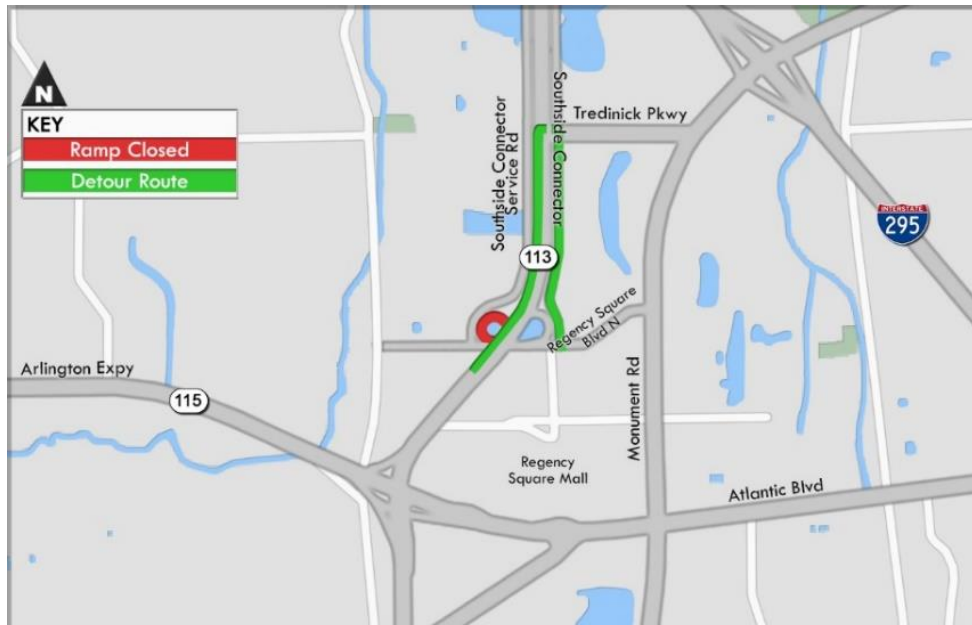 N
KEY
Ramp Closed
Detour Route
Southside Connector
Service Rd
Southside Connector
Tredinick Pkwy
INTERSTATE
295
113
Regency Square
Blvd N
Arlington Expy
115
Monument Rd
Regency
Square Mall
Atlantic Blvd